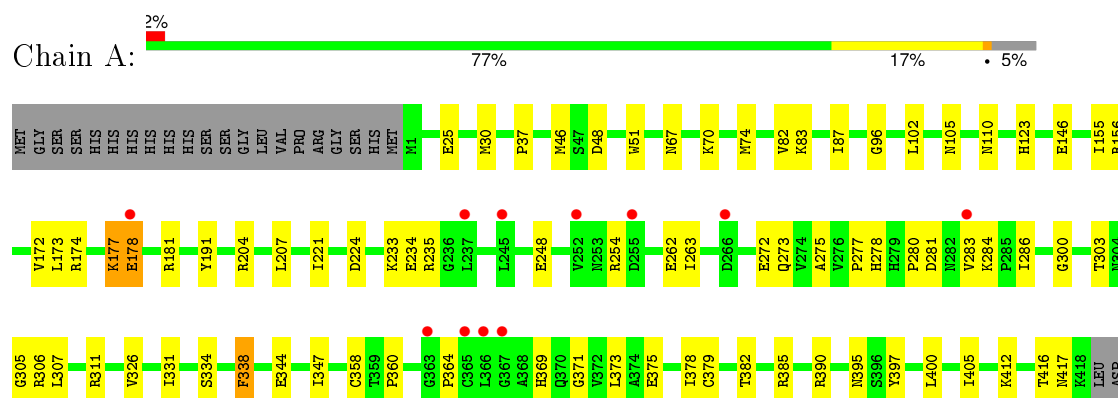 2%
Chain A:
77% 17% • 5%
MET GLY SER SER HIS HIS HIS HIS HIS HIS SER SER GLY LEU VAL PRO ARG GLY SER HIS MET M1 E25 M30 P37 M46 S47 D48 W51 N67 K70 M74 V82 K83 I87 G96 L102 N105 N110 H123 E146 I155 R156
V172 L173 R174 K177 E178 R181 Y191 R204 L207 I221 D224 K233 E234 R235 G236 L237 L245 E248 V252 N253 R254 D255 E262 I263 D266 E272 Q273 V274 A275 V276 P277 H278 H279 P280 D281 N282 V283 K284 P285 I286 G300 T303 N304
G305 R306 L307 R311 V326 I331 S334 F338 E344 I347 C358 T359 P360 G363 P364 C365 L366 G367 A368 H369 Q370 G371 V372 L373 A374 E375 I378 C379 T382 R385 R390 N395 S396 Y397 L400 I405 K412 T416 N417 K418 LEU ASP